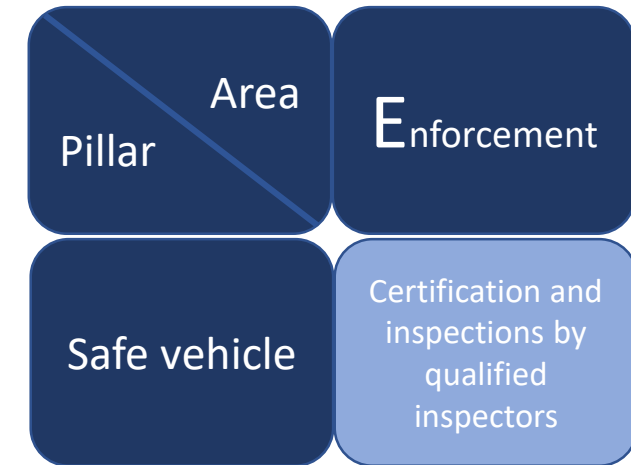 Area
Pillar
Enforcement
Safe vehicle
Certification and
inspections by
qualified
inspectors